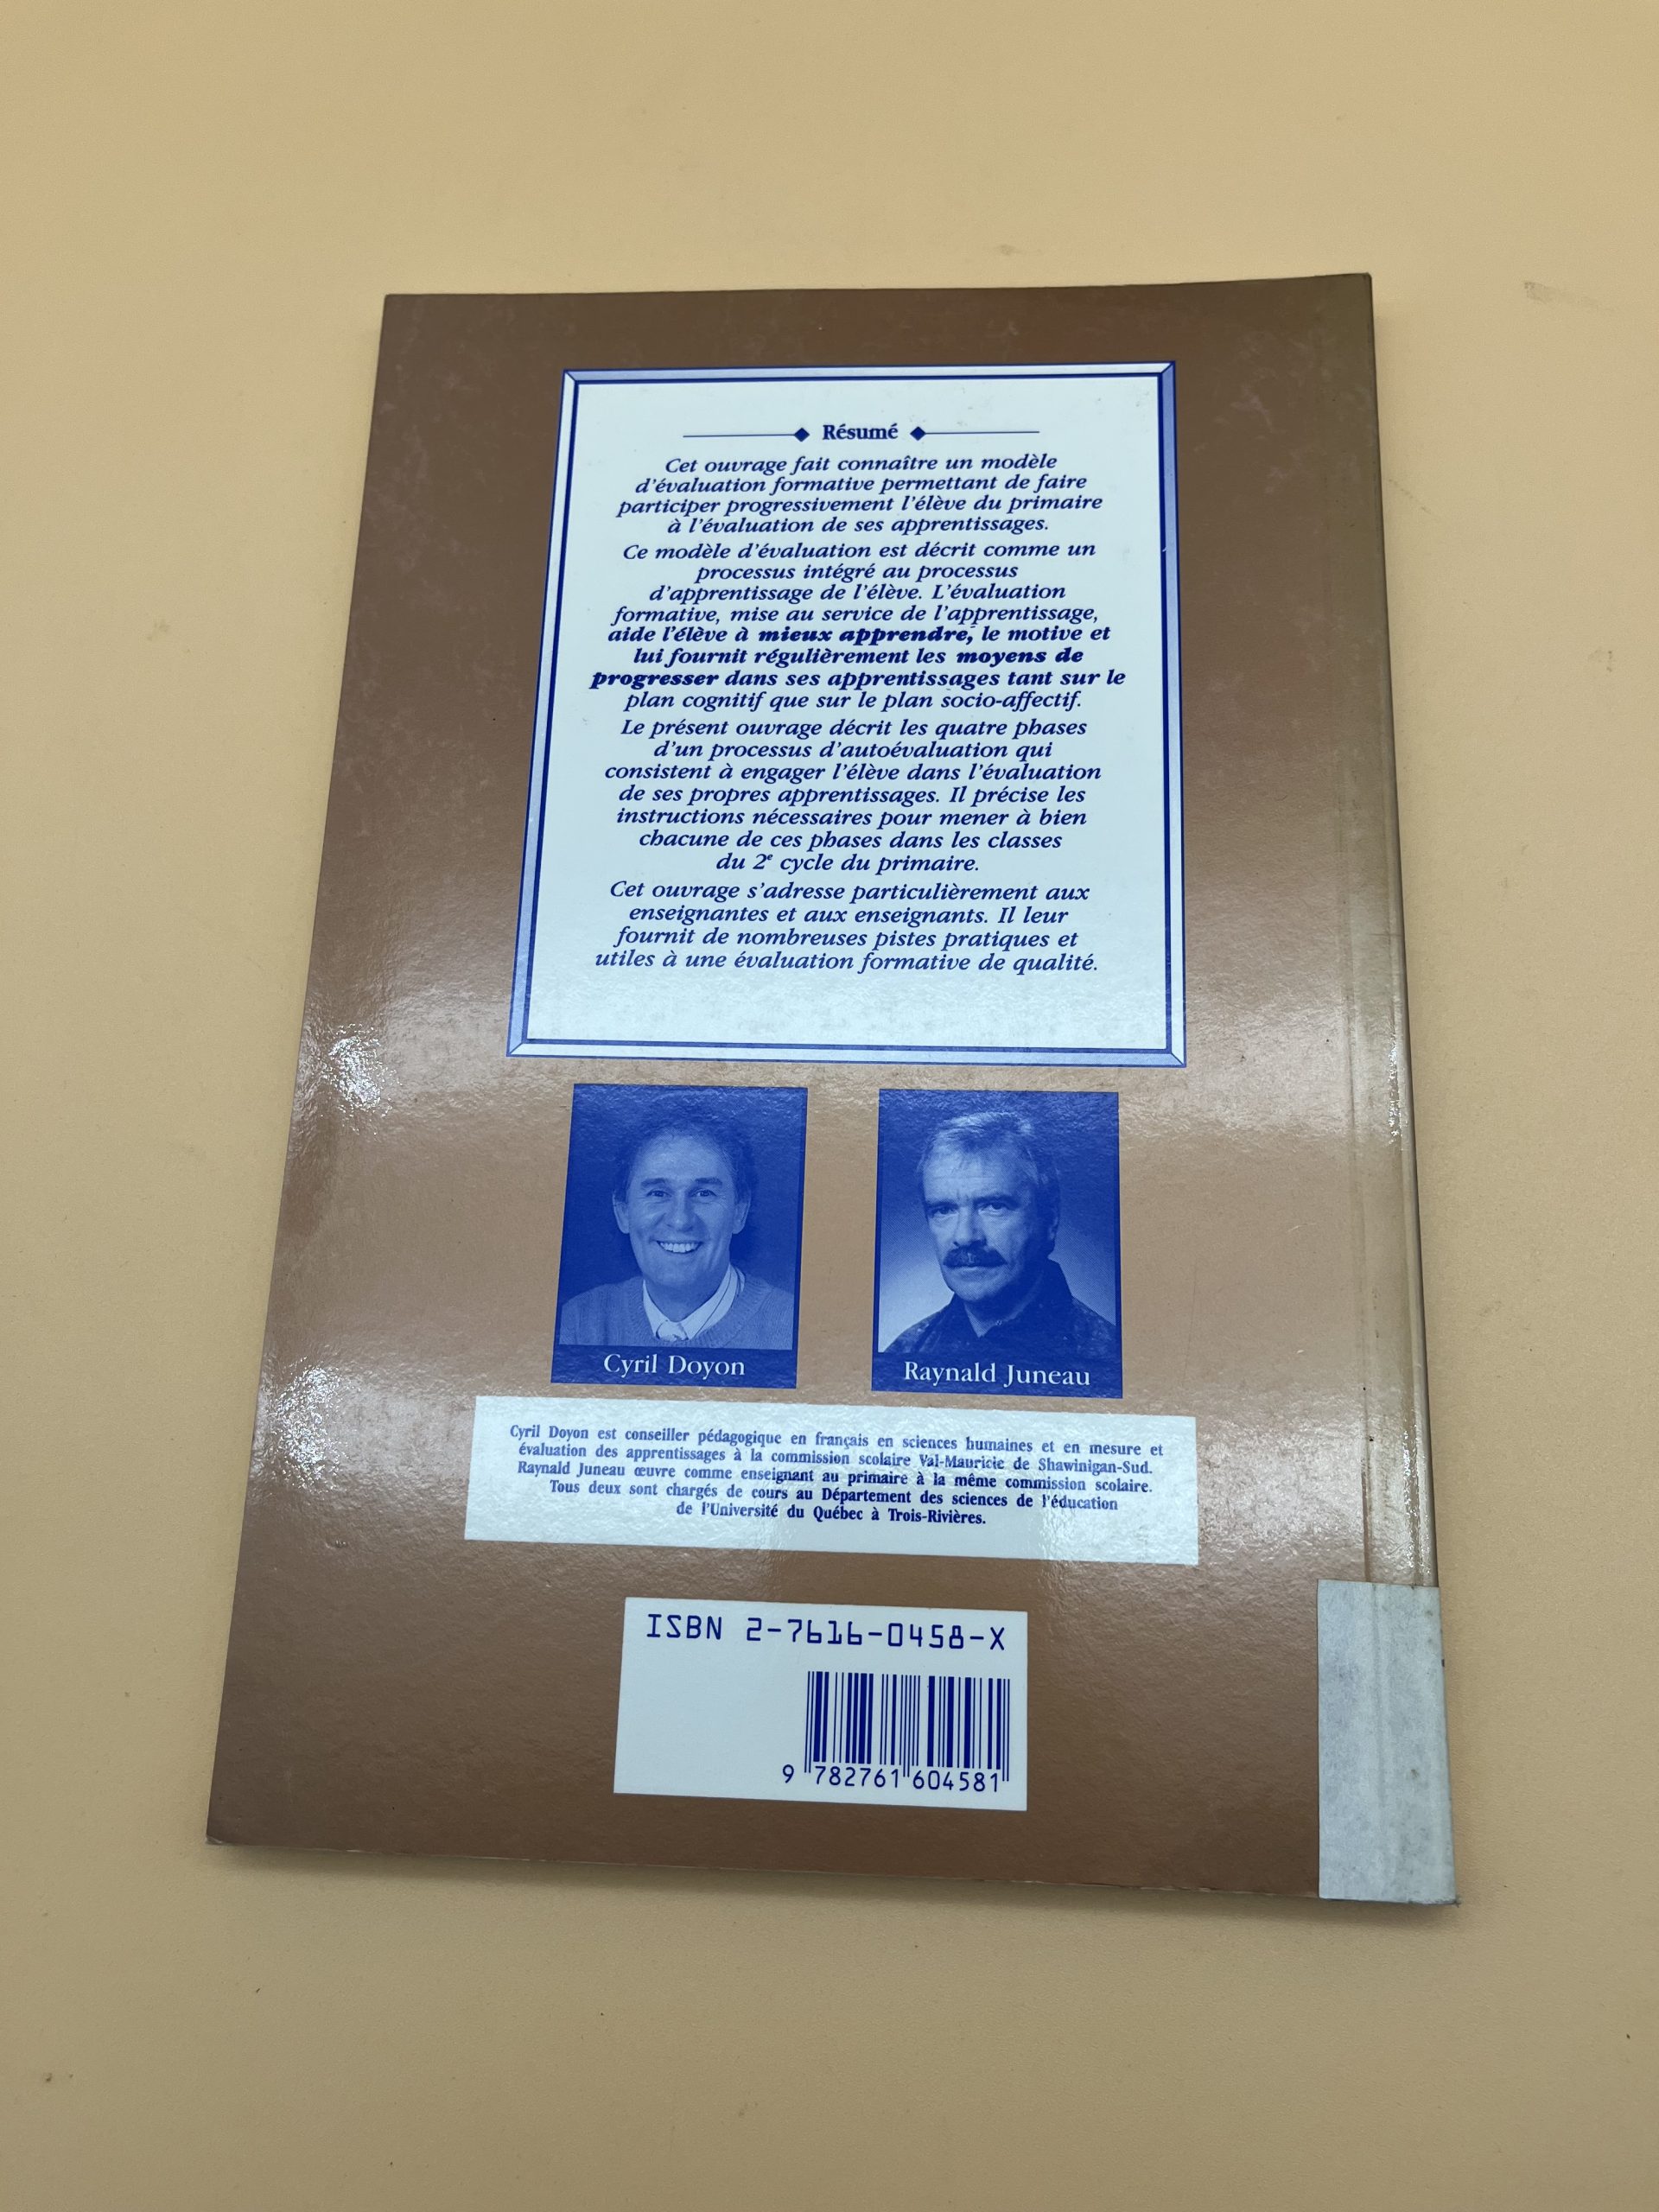 Résumé
Cet ouvrage fait connaître un modèle
d'évaluation formative permettant de faire
participer progressivement l'élève du primaire
à l'évaluation de ses apprentissages.
Ce modèle d'évaluation est décrit comme un
processus intégré au processus
d'apprentissage de l'élève. L'évaluation
formative, mise au service de l'apprentissage,
aide l'élève à mieux apprendre, le motive et
lui fournit régulièrement les moyens de
progresser dans ses apprentissages tant sur le
plan cognitif que sur le plan socio-affectif.
Le présent ouvrage décrit les quatre phases
d'un processus d'autoévaluation qui
consistent à engager l'élève dans l'évaluation
de ses propres apprentissages. Il précise les
instructions nécessaires pour mener à bien
chacune de ces phases dans les classes
du 2e cycle du primaire.
Cet ouvrage s'adresse particulièrement aux
enseignantes et aux enseignants. Il leur
fournit de nombreuses pistes pratiques et
utiles à une évaluation formative de qualité.
Cyril Doyon
Raynald Juneau
Cyril Doyon est conseiller pédagogique en français en sciences humaines et en mesure et
évaluation des apprentissages à la commission scolaire Val-Mauricie de Shawinigan-Sud.
Raynald Juneau œuvre comme enseignant au primaire à la même commission scolaire.
Tous deux sont chargés de cours au Département des sciences de l'éducation
de l'Université du Québec à Trois-Rivières.
ISBN 2-7616-0458-X
9 782761 604581